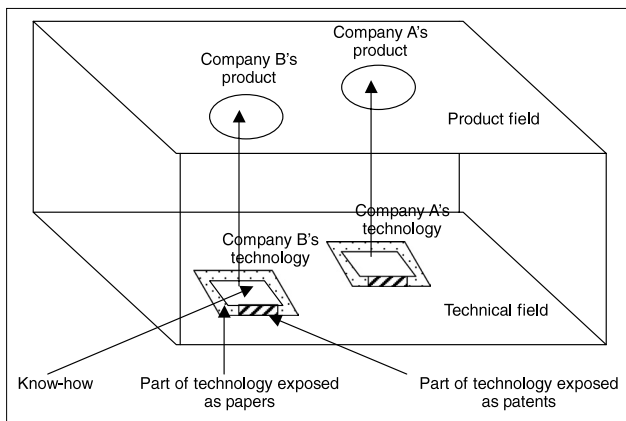 Company B's
product
Company A's
product
Product field
Company A's
technology
Company B's
technology
Technical field
Know-how
Part of technology exposed
as papers
Part of technology exposed
as patents